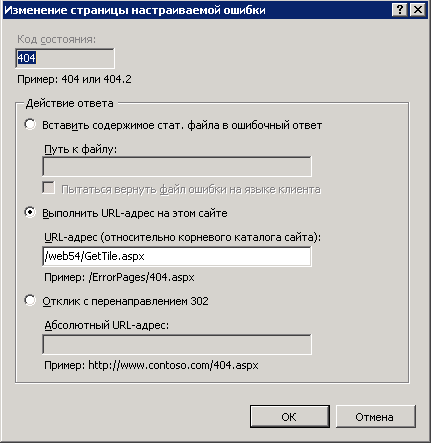 Изменение страницы настраиваемой ошибки
Код состояния:
404
Пример: 404 или 404.2
Действие ответа
Вставить содержимое стат. файла в ошибочный ответ
Путь к файлу:
Пытаться вернуть файл ошибки на языке клиента
Выполнить URL-адрес на этом сайте
URL-адрес (относительно корневого каталога сайта):
/web54/GetTile.aspx
Пример: /ErrorPages/404.aspx
Отклик с перенаправлением 302
Абсолютный URL-адрес:
Пример: http://www.contoso.com/404.aspx
ОК Отмена